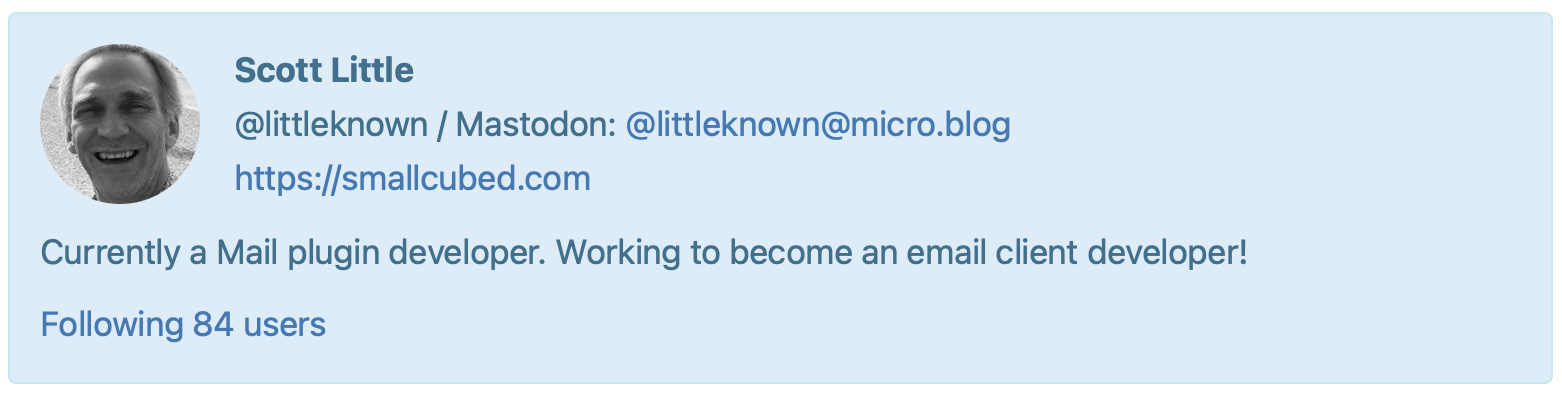 Scott Little
@littleknown / Mastodon: @littleknown@micro.blog
https://smallcubed.com
Currently a Mail plugin developer. Working to become an email client developer!
Following 84 users